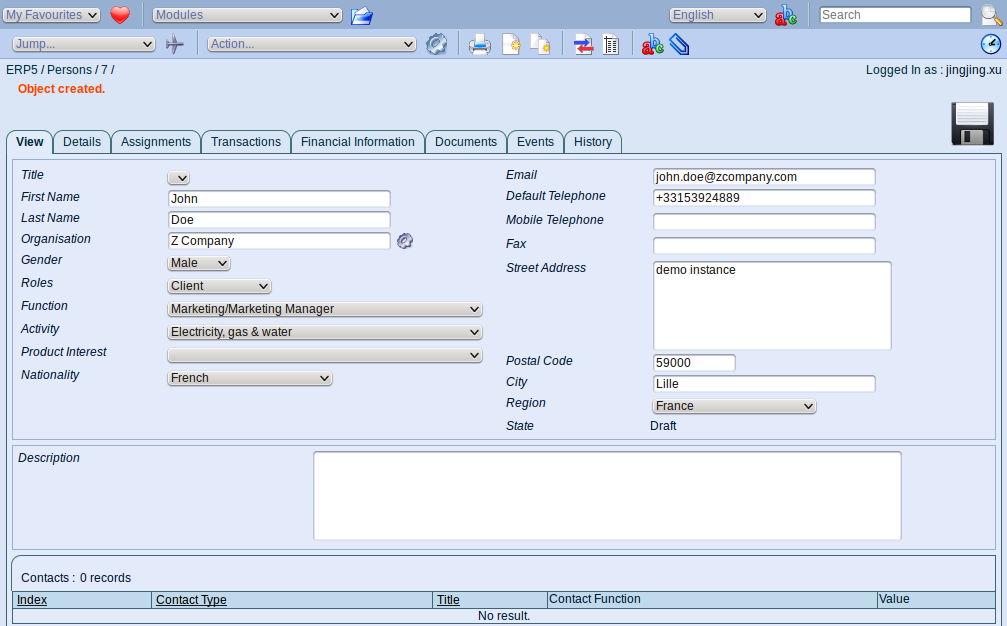 My Favourites Modules English abc Search
Jump... Action... abc
ERP5 / Persons / 7 / Logged In as : jingjing.xu
Object created.
View Details Assignments Transactions Financial Information Documents Events History
Title
First Name John
Last Name Doe
Organisation Z Company
Gender Male
Roles Client
Function Marketing/Marketing Manager
Activity Electricity, gas & water
Product Interest
Nationality French
Email john.doe@zcompany.com
Default Telephone +33153924889
Mobile Telephone
Fax
Street Address demo instance
Postal Code 59000
City Lille
Region France
State Draft
Description
Contacts : 0 records
Index Contact Type Title Contact Function Value
No result.